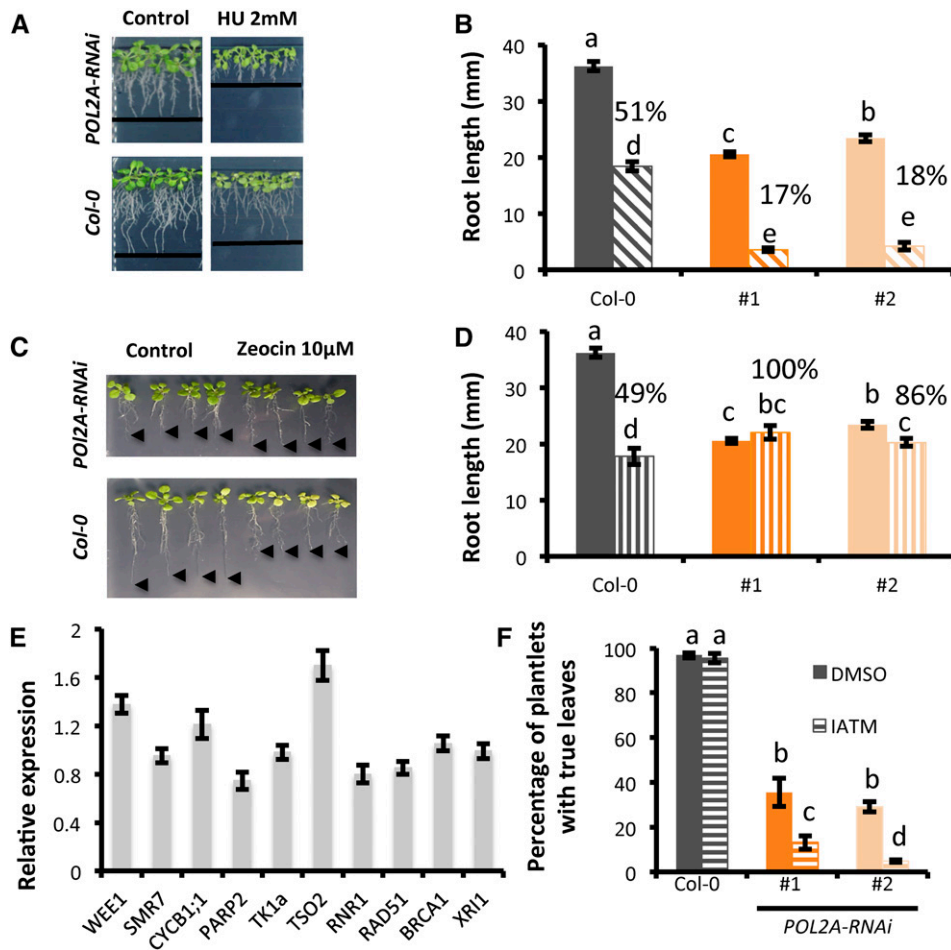 A
Control
HU 2mM
POL2A-RNAi
Col-0
B
Root length (mm)
40
30
20
10
0
a
51%
d
c
17%
e
b
18%
e
Col-0
#1
#2
C
Control
Zeocin 10µM
POl2A-RNAi
Col-0
D
Root length (mm)
40
30
20
10
0
a
49%
d
c
100%
bc
b
86%
c
Col-0
#1
#2
E
Relative expression
2
1.6
1.2
0.8
0.4
0
WEE1
SMR7
CYCB1;1
PARP2
TK1a
TSO2
RNR1
RAD51
BRCA1
XRI1
F
Percentage of plantlets
with true leaves
100
80
60
40
20
0
a
a
DMSO
IATM
b
c
b
d
Col-0
#1
#2
POL2A-RNAi